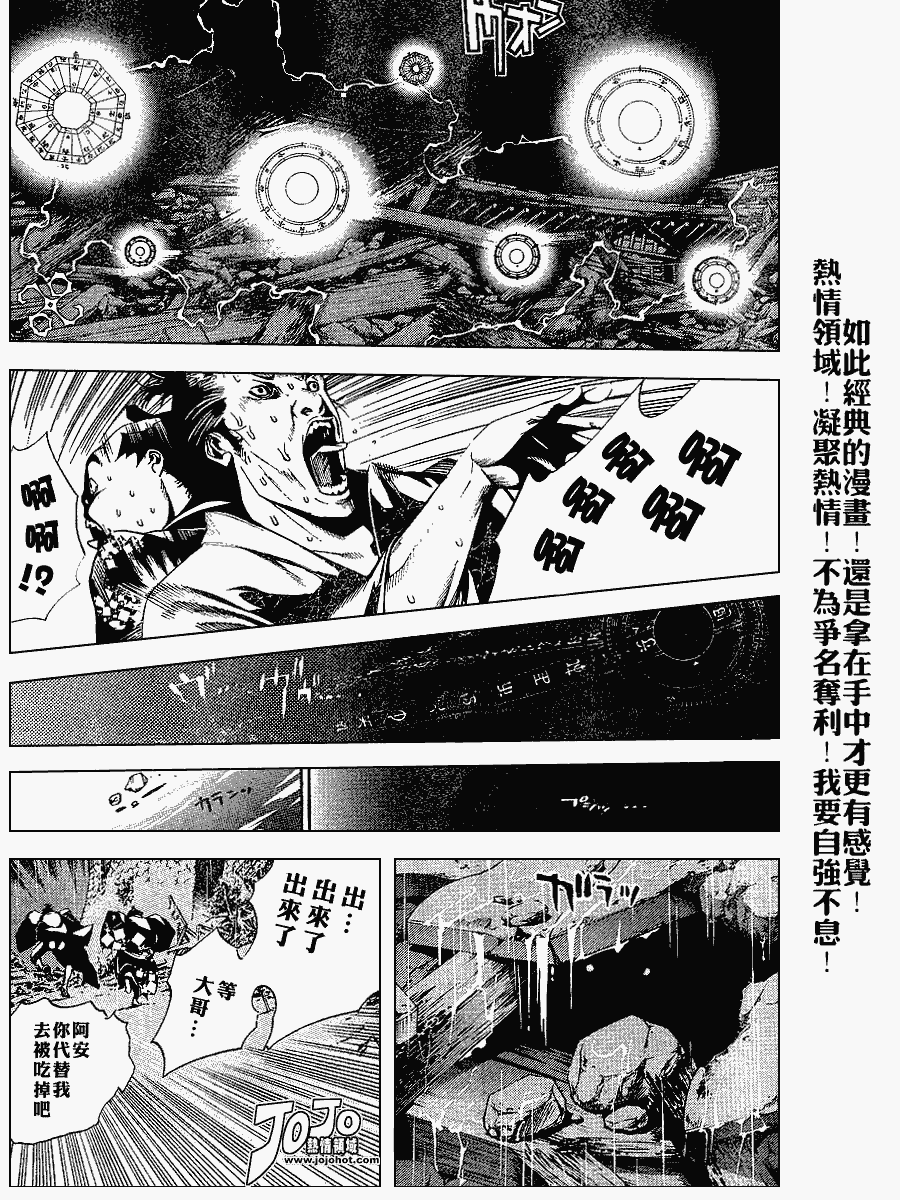 ドオン
啊啊
啊啊
啊
啊啊!?
ヴ…ヴヴ…
プーンッ…
カランッ
ガラッ
出…
出來了
出來了
等
大哥…
阿安
你代替我
去被吃掉吧
JOJO
熱情領域
www.jojohot.com
如此經典的漫畫！還是拿在手中才更有感覺！
熱情領域！凝聚熱情！不為爭名奪利！我要自強不息！